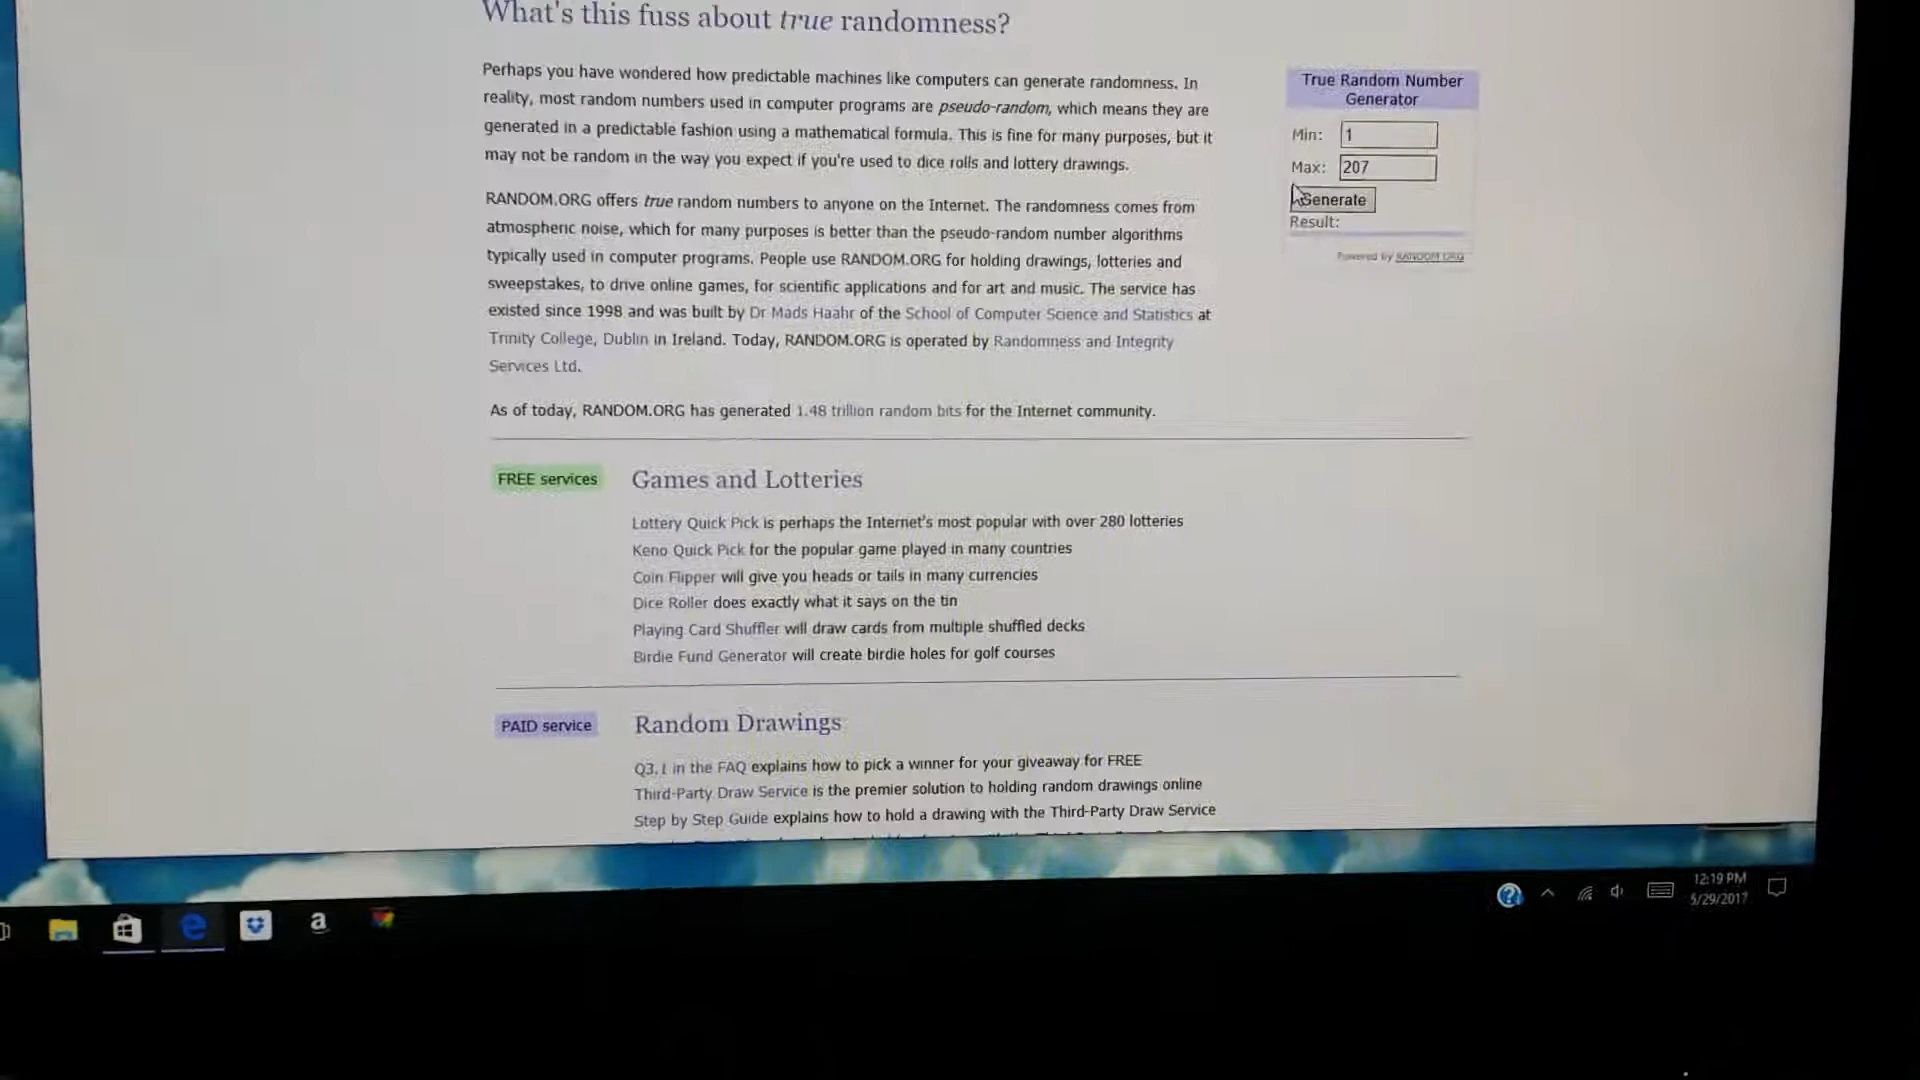 What's this fuss about true randomness?
Perhaps you have wondered how predictable machines like computers can generate randomness. In
reality, most random numbers used in computer programs are pseudo-random, which means they are
generated in a predictable fashion using a mathematical formula. This is fine for many purposes, but it
may not be random in the way you expect if you're used to dice rolls and lottery drawings.
RANDOM.ORG offers true random numbers to anyone on the Internet. The randomness comes from
atmospheric noise, which for many purposes is better than the pseudo-random number algorithms
typically used in computer programs. People use RANDOM.ORG for holding drawings, lotteries and
sweepstakes, to drive online games, for scientific applications and for art and music. The service has
existed since 1998 and was built by Dr Mads Haahr of the School of Computer Science and Statistics at
Trinity College, Dublin in Ireland. Today, RANDOM.ORG is operated by Randomness and Integrity
Services Ltd.
As of today, RANDOM.ORG has generated 1.48 trillion random bits for the Internet community.
True Random Number
Generator
Min: 1
Max: 207
Generate
Result:
Powered by RANDOM.ORG
FREE services
Games and Lotteries
Lottery Quick Pick is perhaps the Internet's most popular with over 280 lotteries
Keno Quick Pick for the popular game played in many countries
Coin Flipper will give you heads or tails in many currencies
Dice Roller does exactly what it says on the tin
Playing Card Shuffler will draw cards from multiple shuffled decks
Birdie Fund Generator will create birdie holes for golf courses
PAID service
Random Drawings
Q3.1 in the FAQ explains how to pick a winner for your giveaway for FREE
Third-Party Draw Service is the premier solution to holding random drawings online
Step by Step Guide explains how to hold a drawing with the Third-Party Draw Service
12:19 PM
5/29/2017